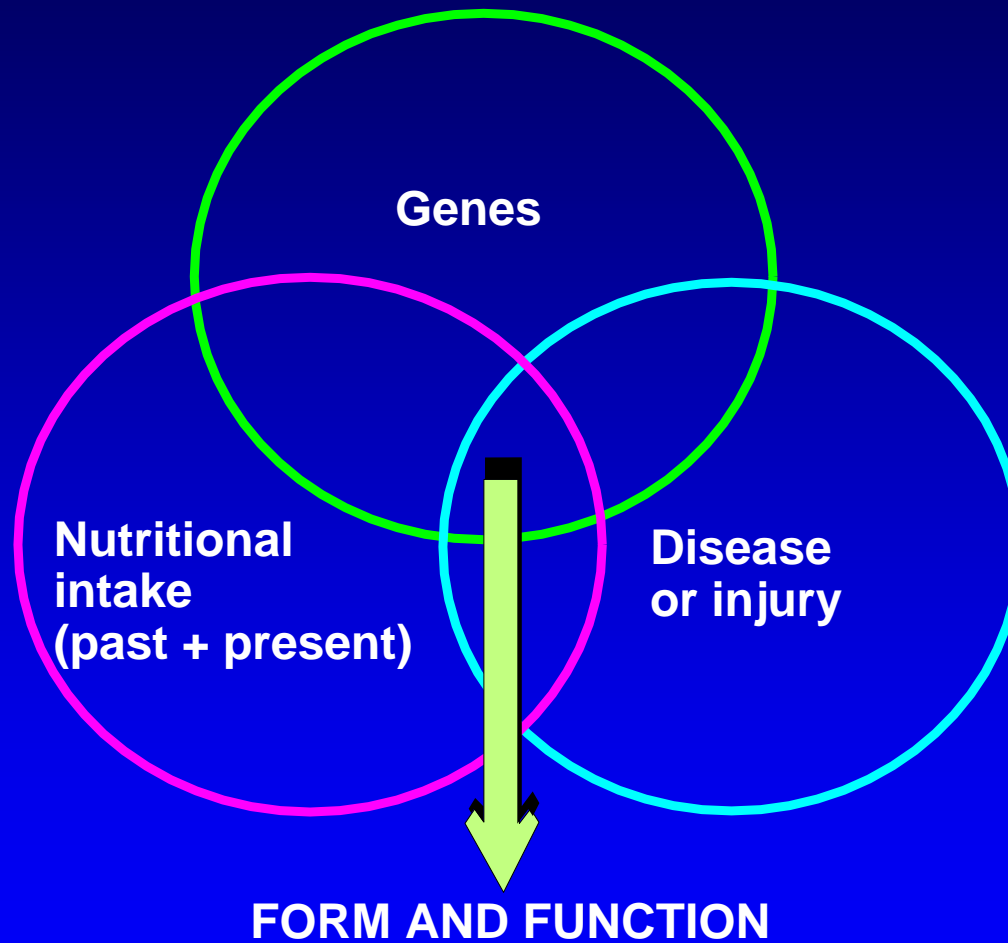 Genes
Nutritional
intake
(past + present)
Disease
or injury
FORM AND FUNCTION